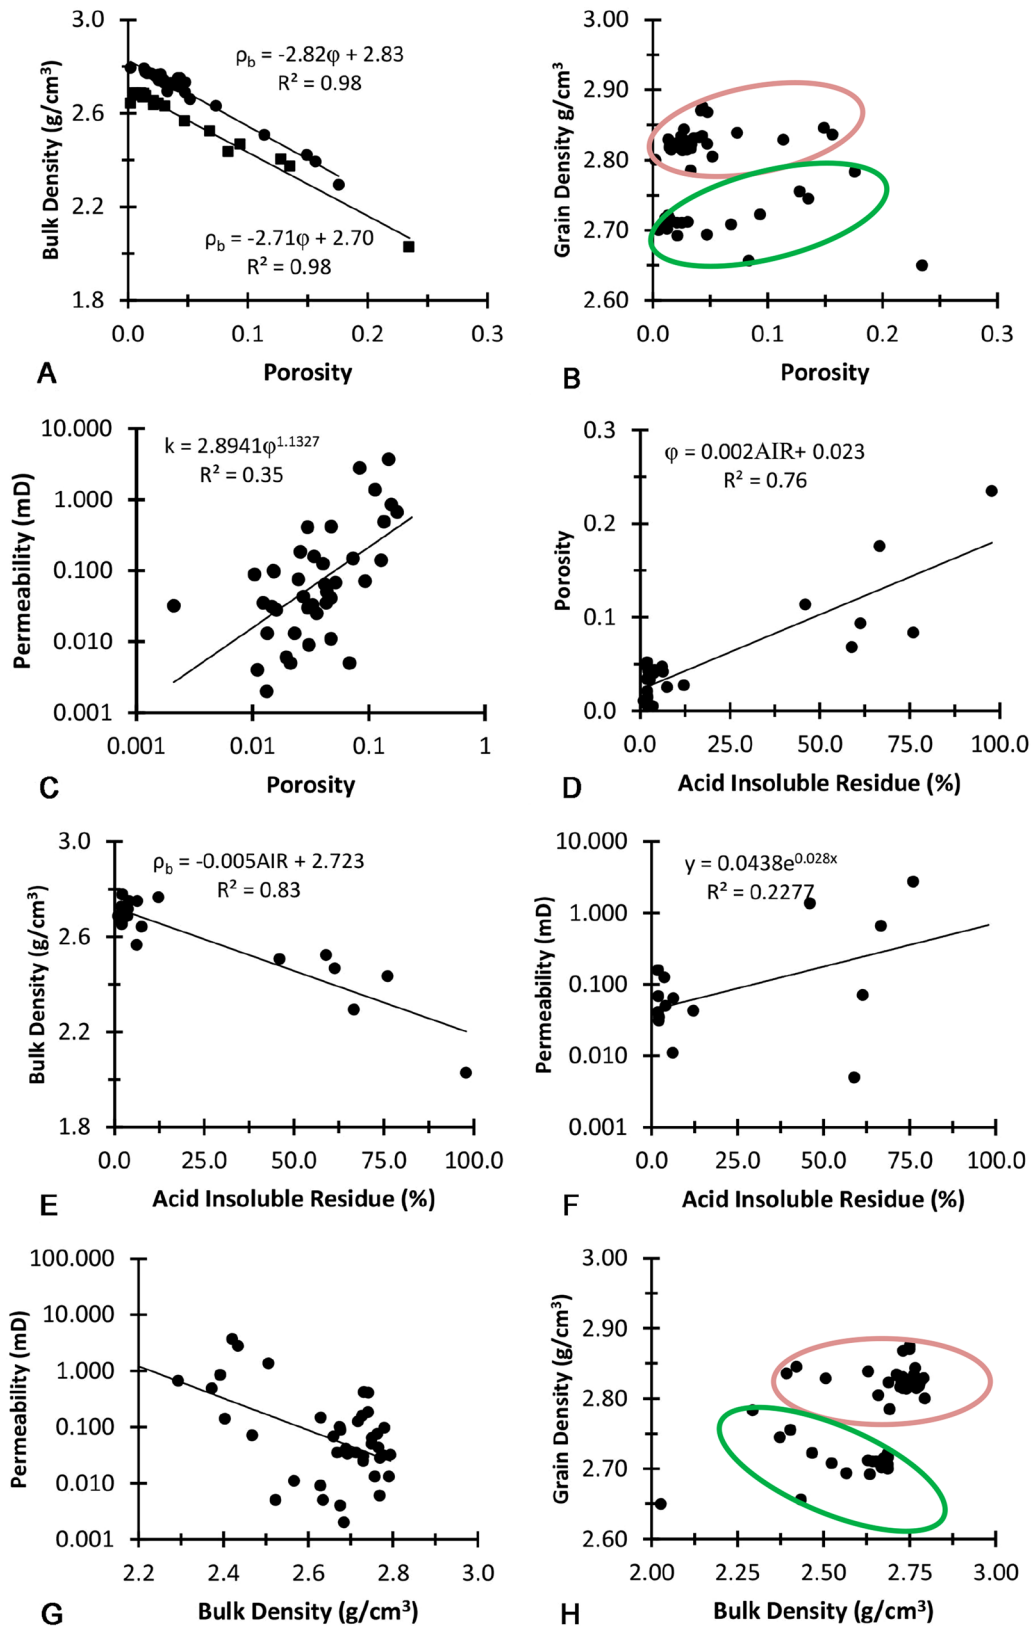 3.0
2.6
2.2
1.8
Bulk Density (g/cm³)
ρb = -2.82φ + 2.83
R² = 0.98
ρb = -2.71φ + 2.70
R² = 0.98
0.0 0.1 0.2 0.3
Porosity
A
3.00
2.90
2.80
2.70
2.60
Grain Density g/cm³
0.0 0.1 0.2 0.3
Porosity
B
10.000
1.000
0.100
0.010
0.001
Permeability (mD)
k = 2.8941φ^1.1327
R² = 0.35
0.001 0.01 0.1 1
Porosity
C
0.3
0.2
0.1
0.0
Porosity
φ = 0.002AIR+ 0.023
R² = 0.76
0.0 25.0 50.0 75.0 100.0
Acid Insoluble Residue (%)
D
3.0
2.6
2.2
1.8
Bulk Density (g/cm³)
ρb = -0.005AIR + 2.723
R² = 0.83
0.0 25.0 50.0 75.0 100.0
Acid Insoluble Residue (%)
E
10.000
1.000
0.100
0.010
0.001
Permeability (mD)
y = 0.0438e^0.028x
R² = 0.2277
0.0 25.0 50.0 75.0 100.0
Acid Insoluble Residue (%)
F
100.000
10.000
1.000
0.100
0.010
0.001
Permeability (mD)
2.2 2.4 2.6 2.8 3.0
Bulk Density (g/cm³)
G
3.00
2.90
2.80
2.70
2.60
Grain Density (g/cm³)
2.00 2.25 2.50 2.75 3.00
Bulk Density (g/cm³)
H